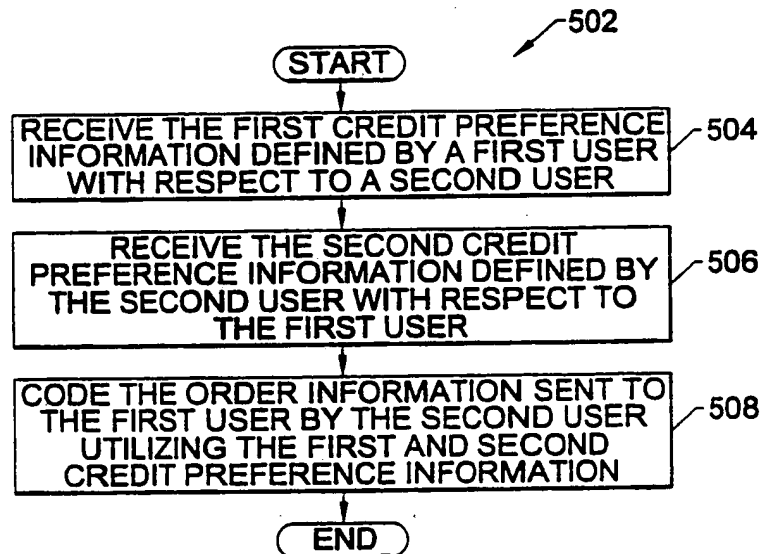 502
START
RECEIVE THE FIRST CREDIT PREFERENCE
INFORMATION DEFINED BY A FIRST USER
WITH RESPECT TO A SECOND USER
504
RECEIVE THE SECOND CREDIT
PREFERENCE INFORMATION DEFINED BY
THE SECOND USER WITH RESPECT TO
THE FIRST USER
506
CODE THE ORDER INFORMATION SENT TO
THE FIRST USER BY THE SECOND USER
UTILIZING THE FIRST AND SECOND
CREDIT PREFERENCE INFORMATION
508
END